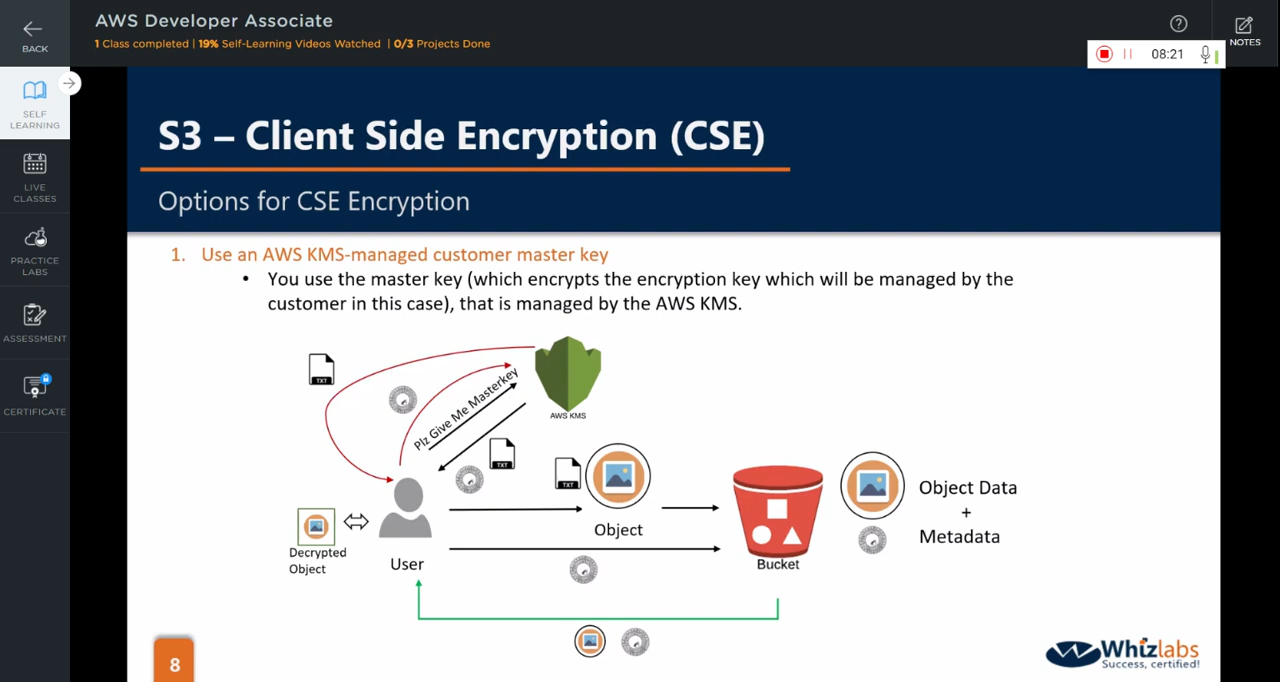 BACK
AWS Developer Associate
1 Class completed | 19% Self-Learning Videos Watched | 0/3 Projects Done
NOTES
08:21
SELF
LEARNING
LIVE
CLASSES
PRACTICE
LABS
ASSESSMENT
CERTIFICATE
S3 – Client Side Encryption (CSE)
Options for CSE Encryption
1. Use an AWS KMS-managed customer master key
• You use the master key (which encrypts the encryption key which will be managed by the
customer in this case), that is managed by the AWS KMS.
TXT
Plz Give Me Masterkey
AWS KMS
TXT
TXT
Object
Decrypted
Object
User
Bucket
Object Data
+
Metadata
8
Whizlabs
Success, certified!